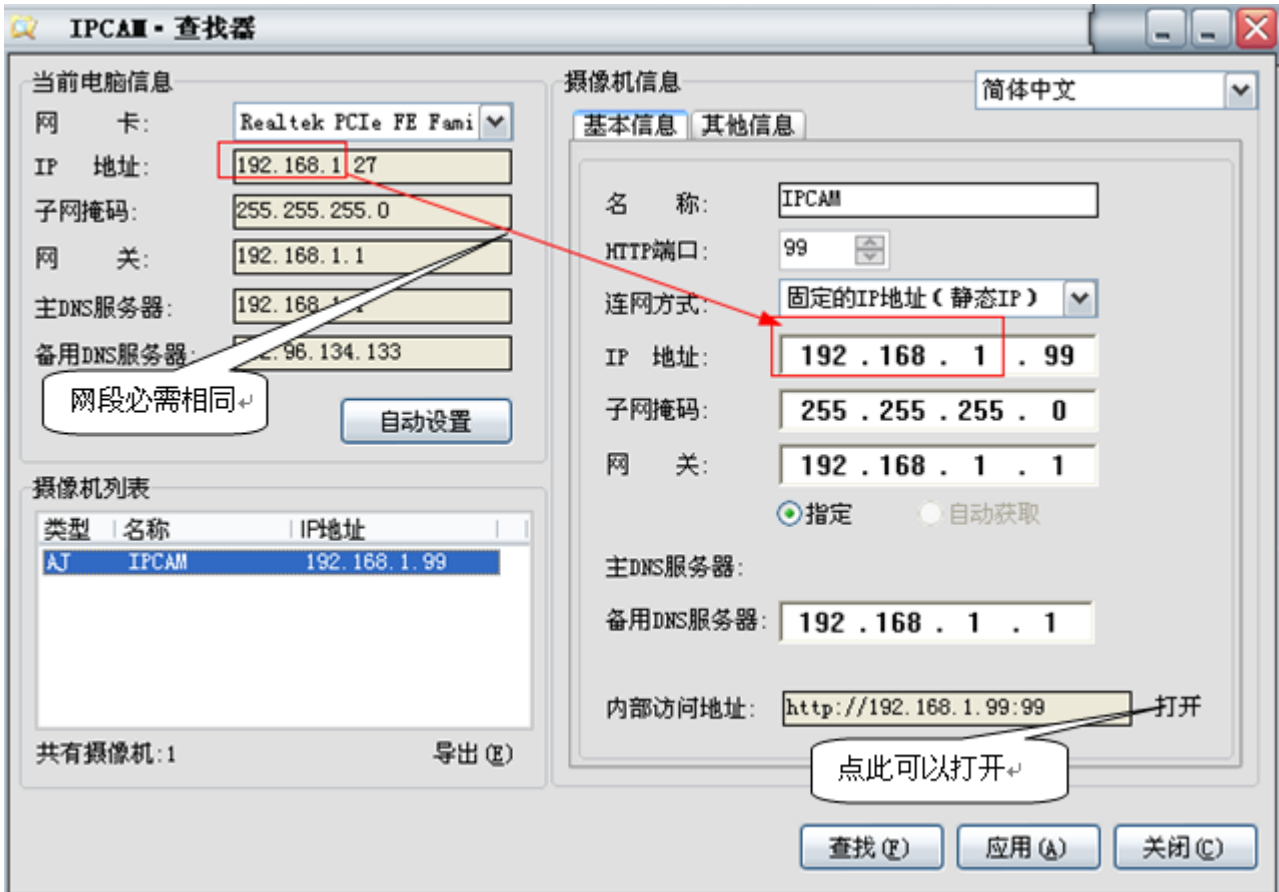 IPCAM - 查找器
当前电脑信息
网 卡: Realtek PCIe FE Fami
IP 地址: 192.168.1.27
子网掩码: 255.255.255.0
网 关: 192.168.1.1
主DNS服务器: 192.168.1.1
备用DNS服务器: .96.134.133
网段必需相同
自动设置
摄像机列表
类型 名称 IP地址
AJ IPCAM 192.168.1.99
共有摄像机:1 导出(E)
摄像机信息 简体中文
基本信息 其他信息
名 称: IPCAM
HTTP端口: 99
连网方式: 固定的IP地址(静态IP)
IP 地址: 192.168.1.99
子网掩码: 255.255.255.0
网 关: 192.168.1.1
指定 自动获取
主DNS服务器:
备用DNS服务器: 192.168.1.1
内部访问地址: http://192.168.1.99:99 打开
点此可以打开
查找(F) 应用(A) 关闭(C)